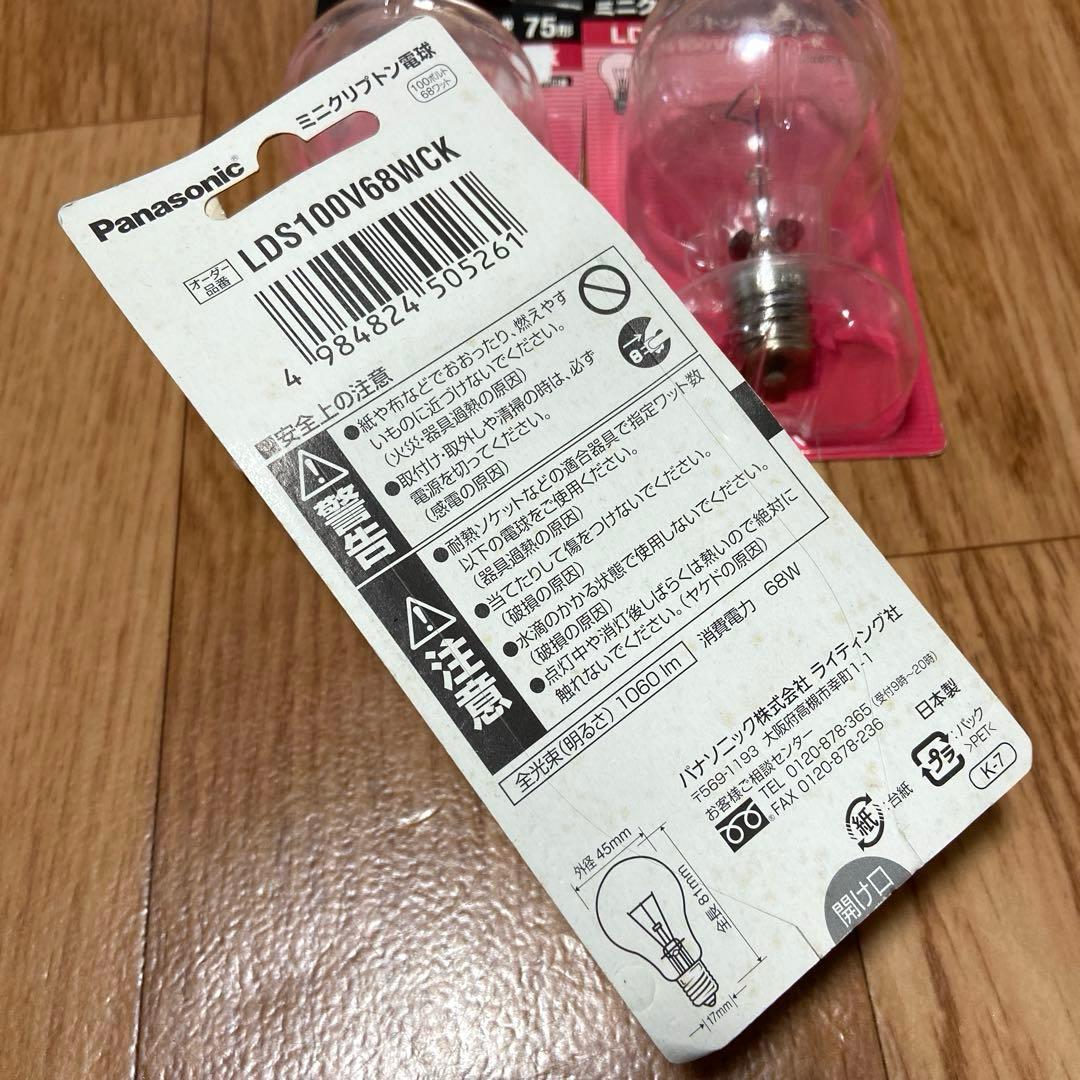 ミニクリプトン電球
100ボルト
68ワット
Panasonic®
オーダー
品番
LDS100V68WCK
4 984824 505261
安全上の注意
警告
●紙や布などでおおったり、燃えやす
いものに近づけないでください。
(火災・器具過熱の原因)
●取付け・取外しや清掃の時は、必ず
電源を切ってください。
(感電の原因)
注意
●耐熱ソケットなどの適合器具で指定ワット数
以下の電球をご使用ください。
(器具過熱の原因)
●当てたりして傷をつけないでください。
(破損の原因)
●水滴のかかる状態で使用しないでください。
(破損の原因)
●点灯中や消灯後しばらくは熱いので絶対に
触れないでください。(ヤケドの原因)
全光束(明るさ) 1060 lm 消費電力 68W
パナソニック株式会社 ライティング社
〒569-1193 大阪府高槻市幸町1-1
お客様ご相談センター
TEL 0120-878-365 (受付9時~20時)
FAX 0120-878-236
日本製
プラ :パック
>PET<
紙 :台紙
K-7
開け口
外径 45mm
全長 81mm
17mm
75形
ミニク
LD